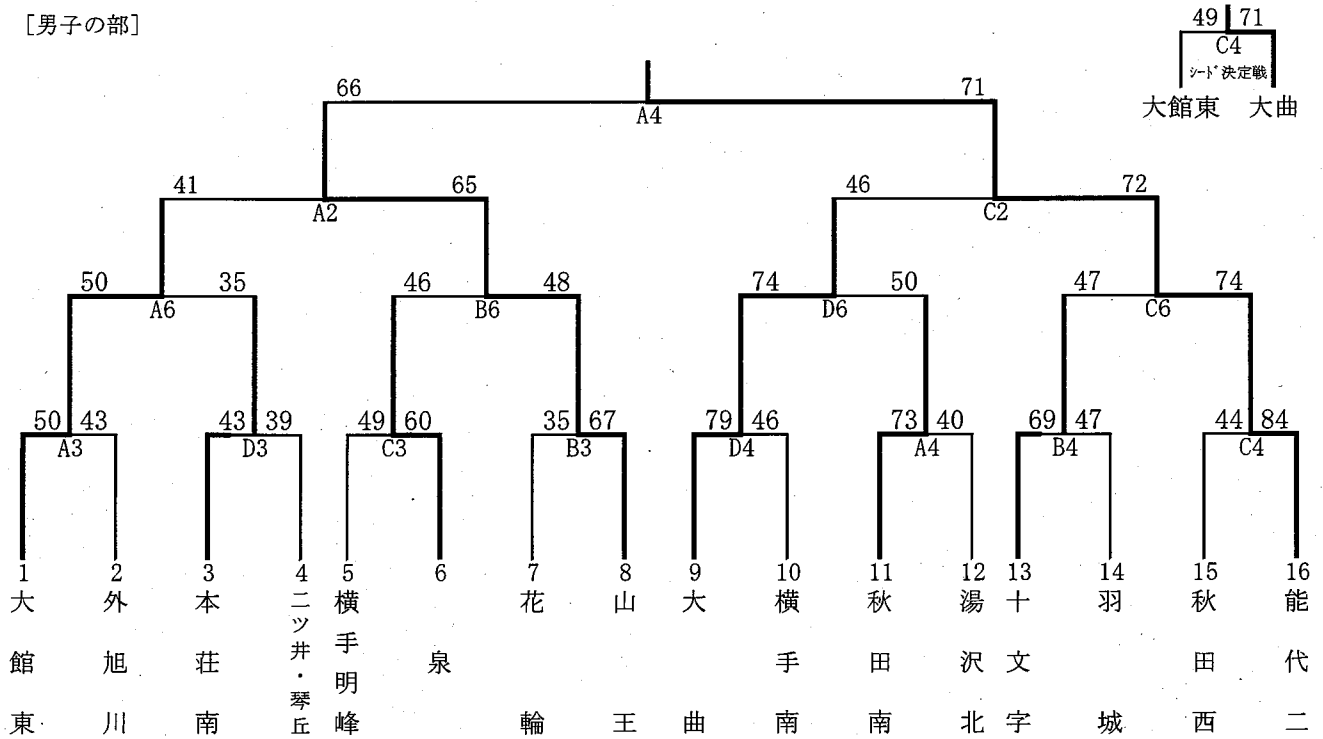 [男子の部]
49 71
C4
シード決定戦
大館東 大曲
66 71
A4
41 65 46 72
A2 C2
50 35 46 48 74 50 47 74
A6 B6 D6 C6
50 43 43 39 49 60 35 67 79 46 73 40 69 47 44 84
A3 D3 C3 B3 D4 A4 B4 C4
1 2 3 4 5 6 7 8 9 10 11 12 13 14 15 16
大館東
外旭川
本荘南
二ツ井・琴丘
横手明峰
泉
花輪
山王
大曲
横手南
秋田南
湯沢北
十文字
羽城
秋田西
能代二